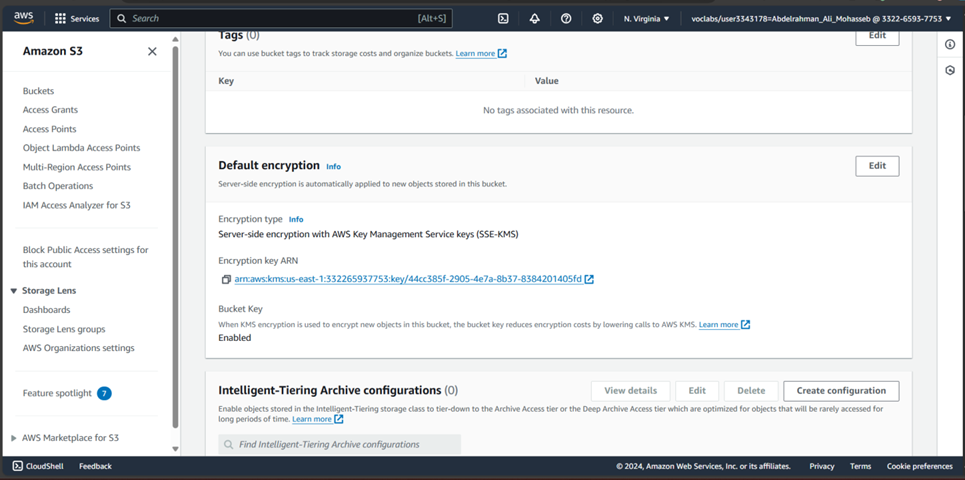 aws
Services
Search
[Alt+S]
N. Virginia
voclabs/user3343178=Abdelrahman_Ali_Mohasseb @ 3322-6593-7753
Amazon S3
Buckets
Access Grants
Access Points
Object Lambda Access Points
Multi-Region Access Points
Batch Operations
IAM Access Analyzer for S3
Block Public Access settings for
this account
Storage Lens
Dashboards
Storage Lens groups
AWS Organizations settings
Feature spotlight 7
AWS Marketplace for S3
Tags (0)
Edit
You can use bucket tags to track storage costs and organize buckets. Learn more
Key
Value
No tags associated with this resource.
Default encryption Info
Edit
Server-side encryption is automatically applied to new objects stored in this bucket.
Encryption type Info
Server-side encryption with AWS Key Management Service keys (SSE-KMS)
Encryption key ARN
arn:aws:kms:us-east-1:332265937753:key/44cc385f-2905-4e7a-8b37-8384201405fd
Bucket Key
When KMS encryption is used to encrypt new objects in this bucket, the bucket key reduces encryption costs by lowering calls to AWS KMS. Learn more
Enabled
Intelligent-Tiering Archive configurations (0)
View details
Edit
Delete
Create configuration
Enable objects stored in the Intelligent-Tiering storage class to tier-down to the Archive Access tier or the Deep Archive Access tier which are optimized for objects that will be rarely accessed for
long periods of time. Learn more
Find Intelligent-Tiering Archive configurations
CloudShell
Feedback
© 2024, Amazon Web Services, Inc. or its affiliates.
Privacy
Terms
Cookie preferences